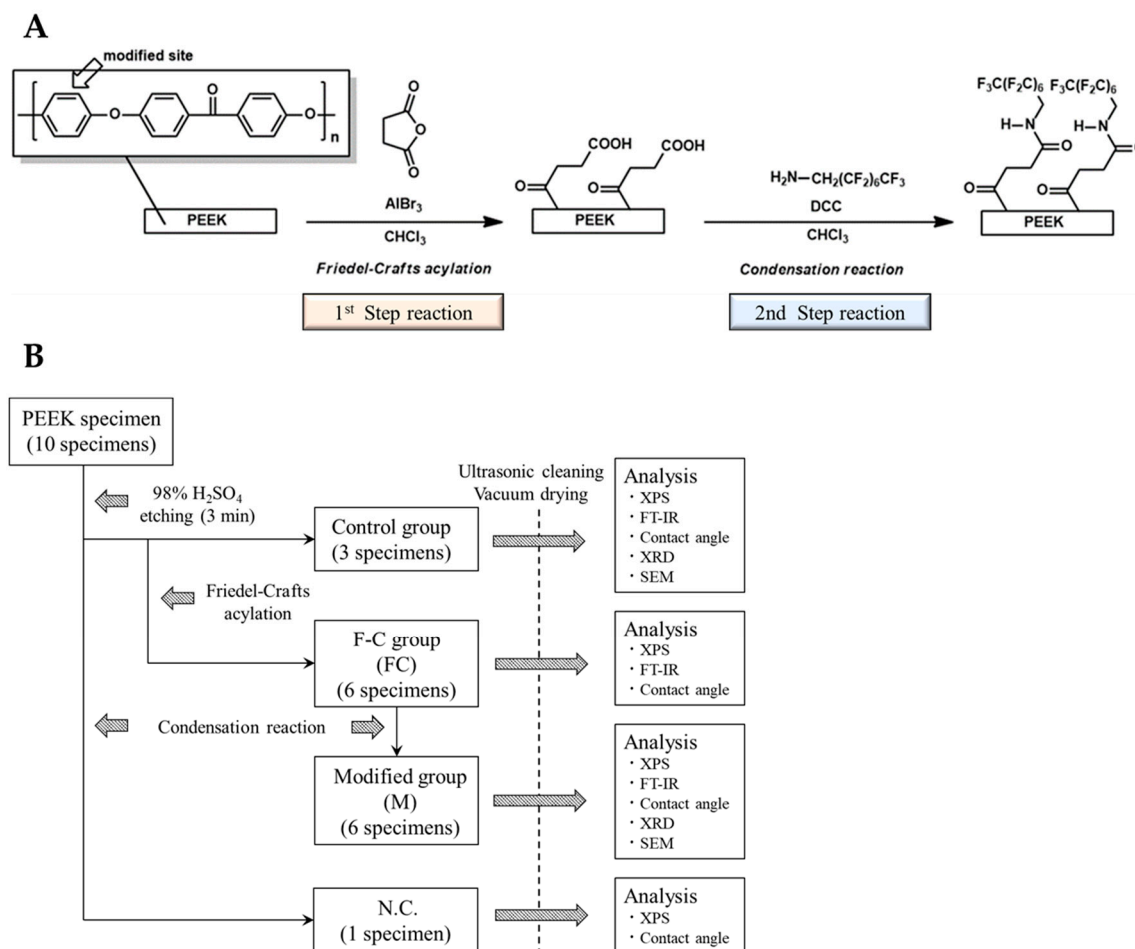 A
modified site
O
O
O
n
PEEK
O
O
O
AlBr3
CHCl3
Friedel-Crafts acylation
1st Step reaction
COOH
COOH
O
O
PEEK
H2N—CH2(CF2)6CF3
DCC
CHCl3
Condensation reaction
2nd Step reaction
F3C(F2C)6 F3C(F2C)6
H–N
H–N
O
O
O
O
PEEK
B
PEEK specimen
(10 specimens)
98% H2SO4
etching (3 min)
Control group
(3 specimens)
Ultrasonic cleaning
Vacuum drying
Analysis
・XPS
・FT-IR
・Contact angle
・XRD
・SEM
Friedel-Crafts
acylation
F-C group
(FC)
(6 specimens)
Analysis
・XPS
・FT-IR
・Contact angle
Condensation reaction
Modified group
(M)
(6 specimens)
Analysis
・XPS
・FT-IR
・Contact angle
・XRD
・SEM
N.C.
(1 specimen)
Analysis
・XPS
・Contact angle